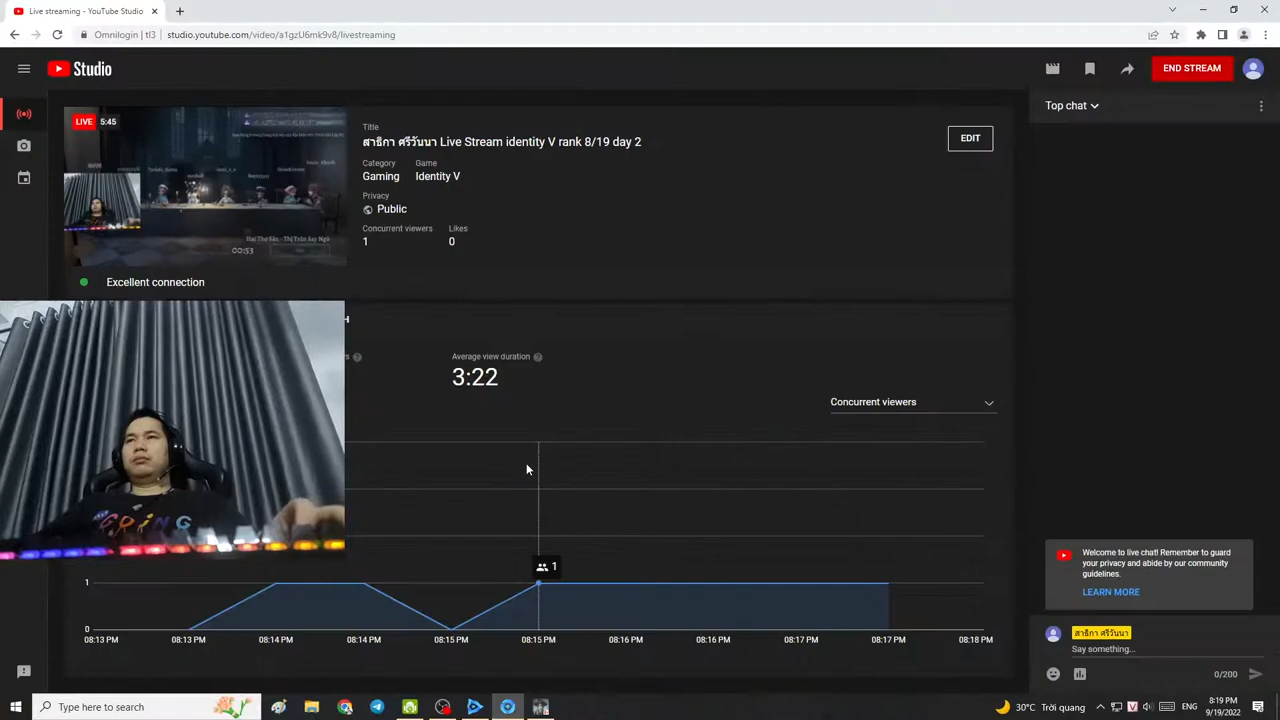 Live streaming - YouTube Studio
Omnilogin | tl3
studio.youtube.com/video/a1gzU6mk9v8/livestreaming
Studio
END STREAM
LIVE 5:45
Title
สาธิกา ศรีวันนา Live Stream identity V rank 8/19 day 2
EDIT
Category
Game
Gaming
Identity V
Privacy
Public
Concurrent viewers
Likes
1
0
00:53
Excellent connection
Average view duration
3:22
Concurrent viewers
1
1
0
08:13 PM
08:13 PM
08:14 PM
08:14 PM
08:15 PM
08:15 PM
08:16 PM
08:16 PM
08:17 PM
08:17 PM
08:18 PM
Top chat
Welcome to live chat! Remember to guard
your privacy and abide by our community
guidelines.
LEARN MORE
สาธิกา ศรีวันนา
Say something...
0/200
Type here to search
30°C Trời quang
ENG
8:19 PM
9/19/2022